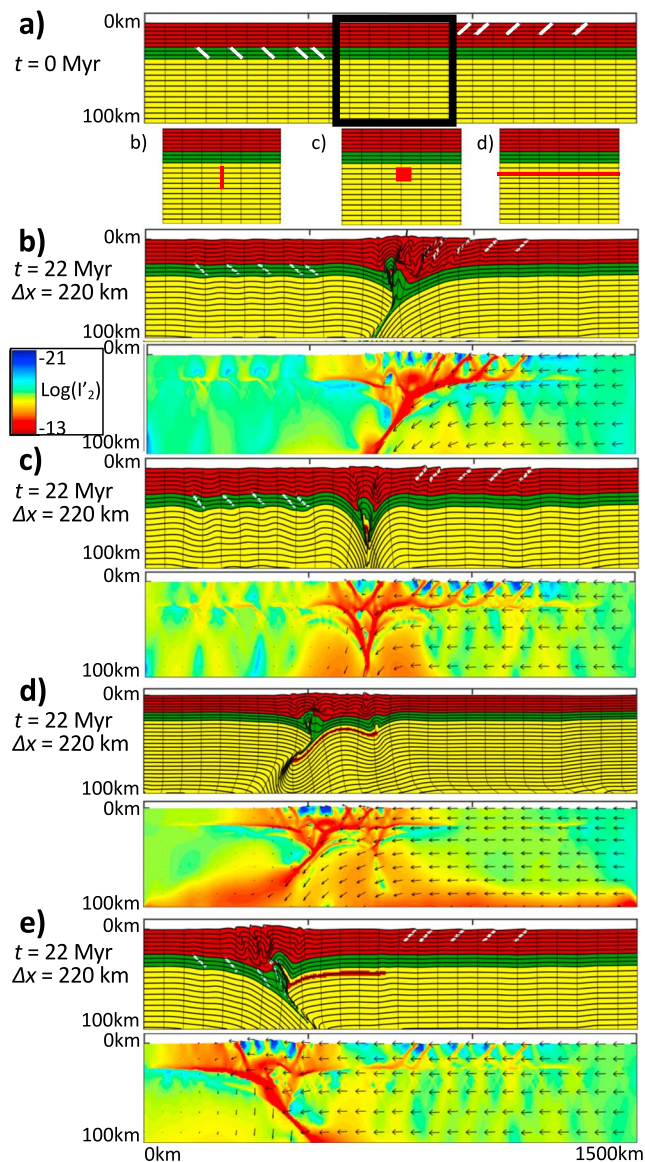 a)
0km
t = 0 Myr
100km
b)
c)
d)
b)
0km
t = 22 Myr
Δx = 220 km
100km
0km
-21
Log(I'₂)
-13
100km
c)
0km
t = 22 Myr
Δx = 220 km
100km
0km
100km
d)
0km
t = 22 Myr
Δx = 220 km
100km
0km
100km
e)
0km
t = 22 Myr
Δx = 220 km
100km
0km
100km
0km
1500km